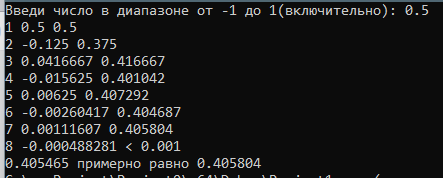 Введи число в диапазоне от -1 до 1(включительно): 0.5
1 0.5 0.5
2 -0.125 0.375
3 0.0416667 0.416667
4 -0.015625 0.401042
5 0.00625 0.407292
6 -0.00260417 0.404687
7 0.00111607 0.405804
8 -0.000488281 < 0.001
0.405465 примерно равно 0.405804